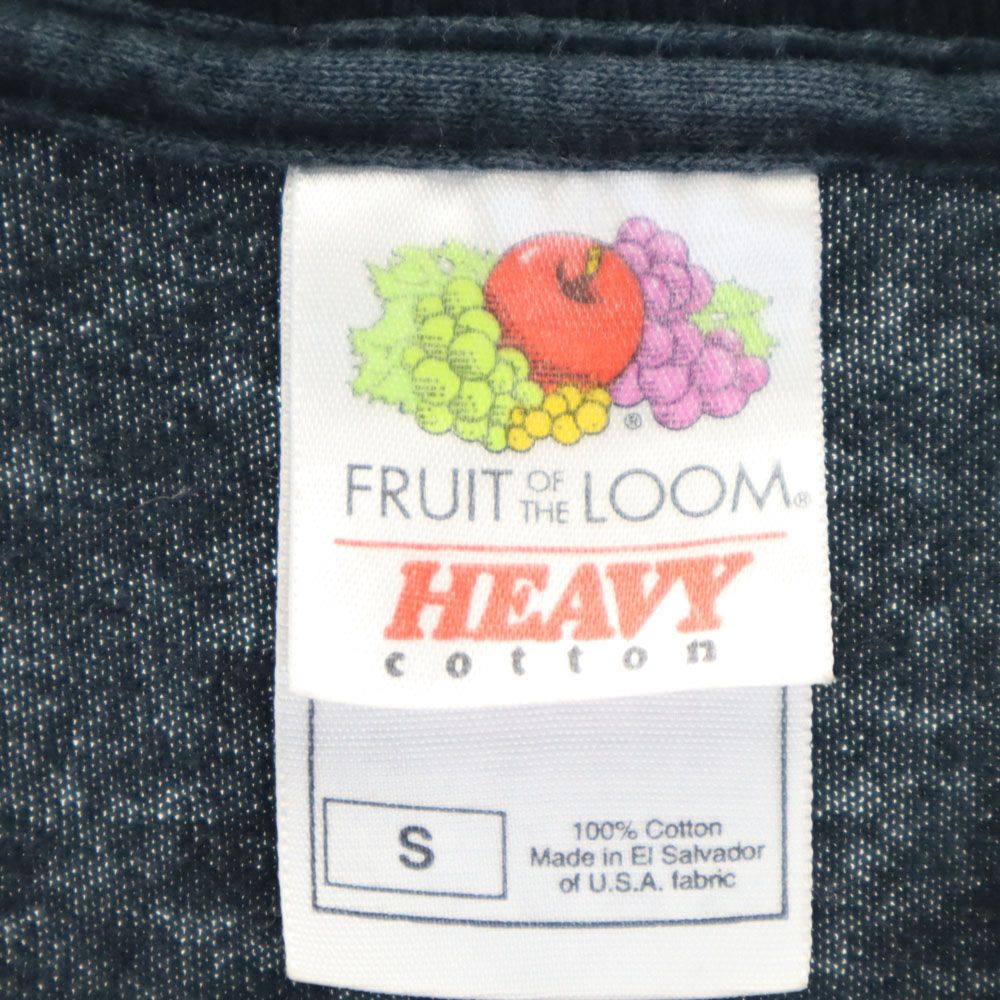 ®
FRUIT OF THE LOOM®
HEAVY
cotton
S
100% Cotton
Made in El Salvador
of U.S.A. fabric